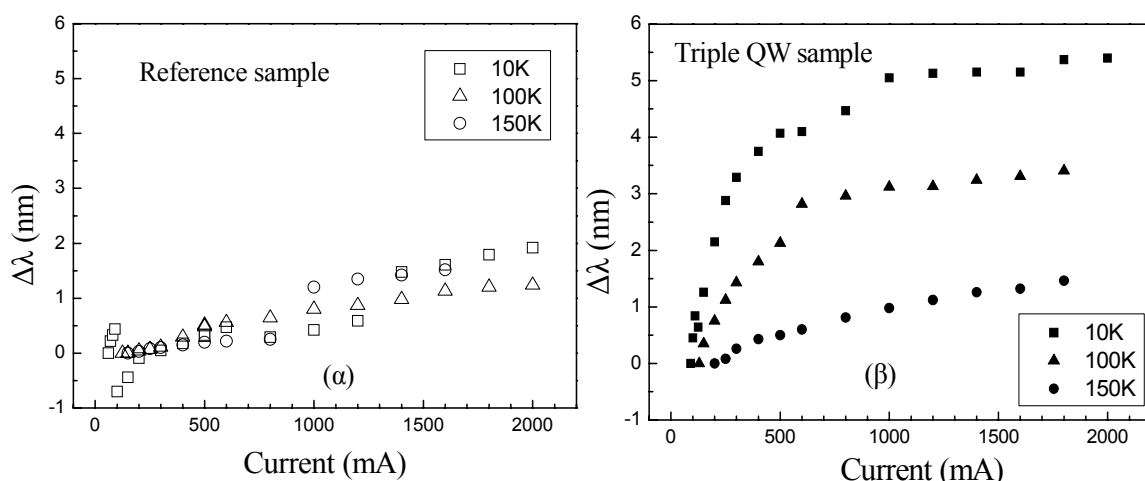 Reference sample
10K
100K
150K
6
5
4
3
2
1
0
-1
Δλ (nm)
(α)
0 500 1000 1500 2000
Current (mA)
Triple QW sample
6
5
4
3
2
1
0
-1
Δλ (nm)
10K
100K
150K
(β)
0 500 1000 1500 2000
Current (mA)